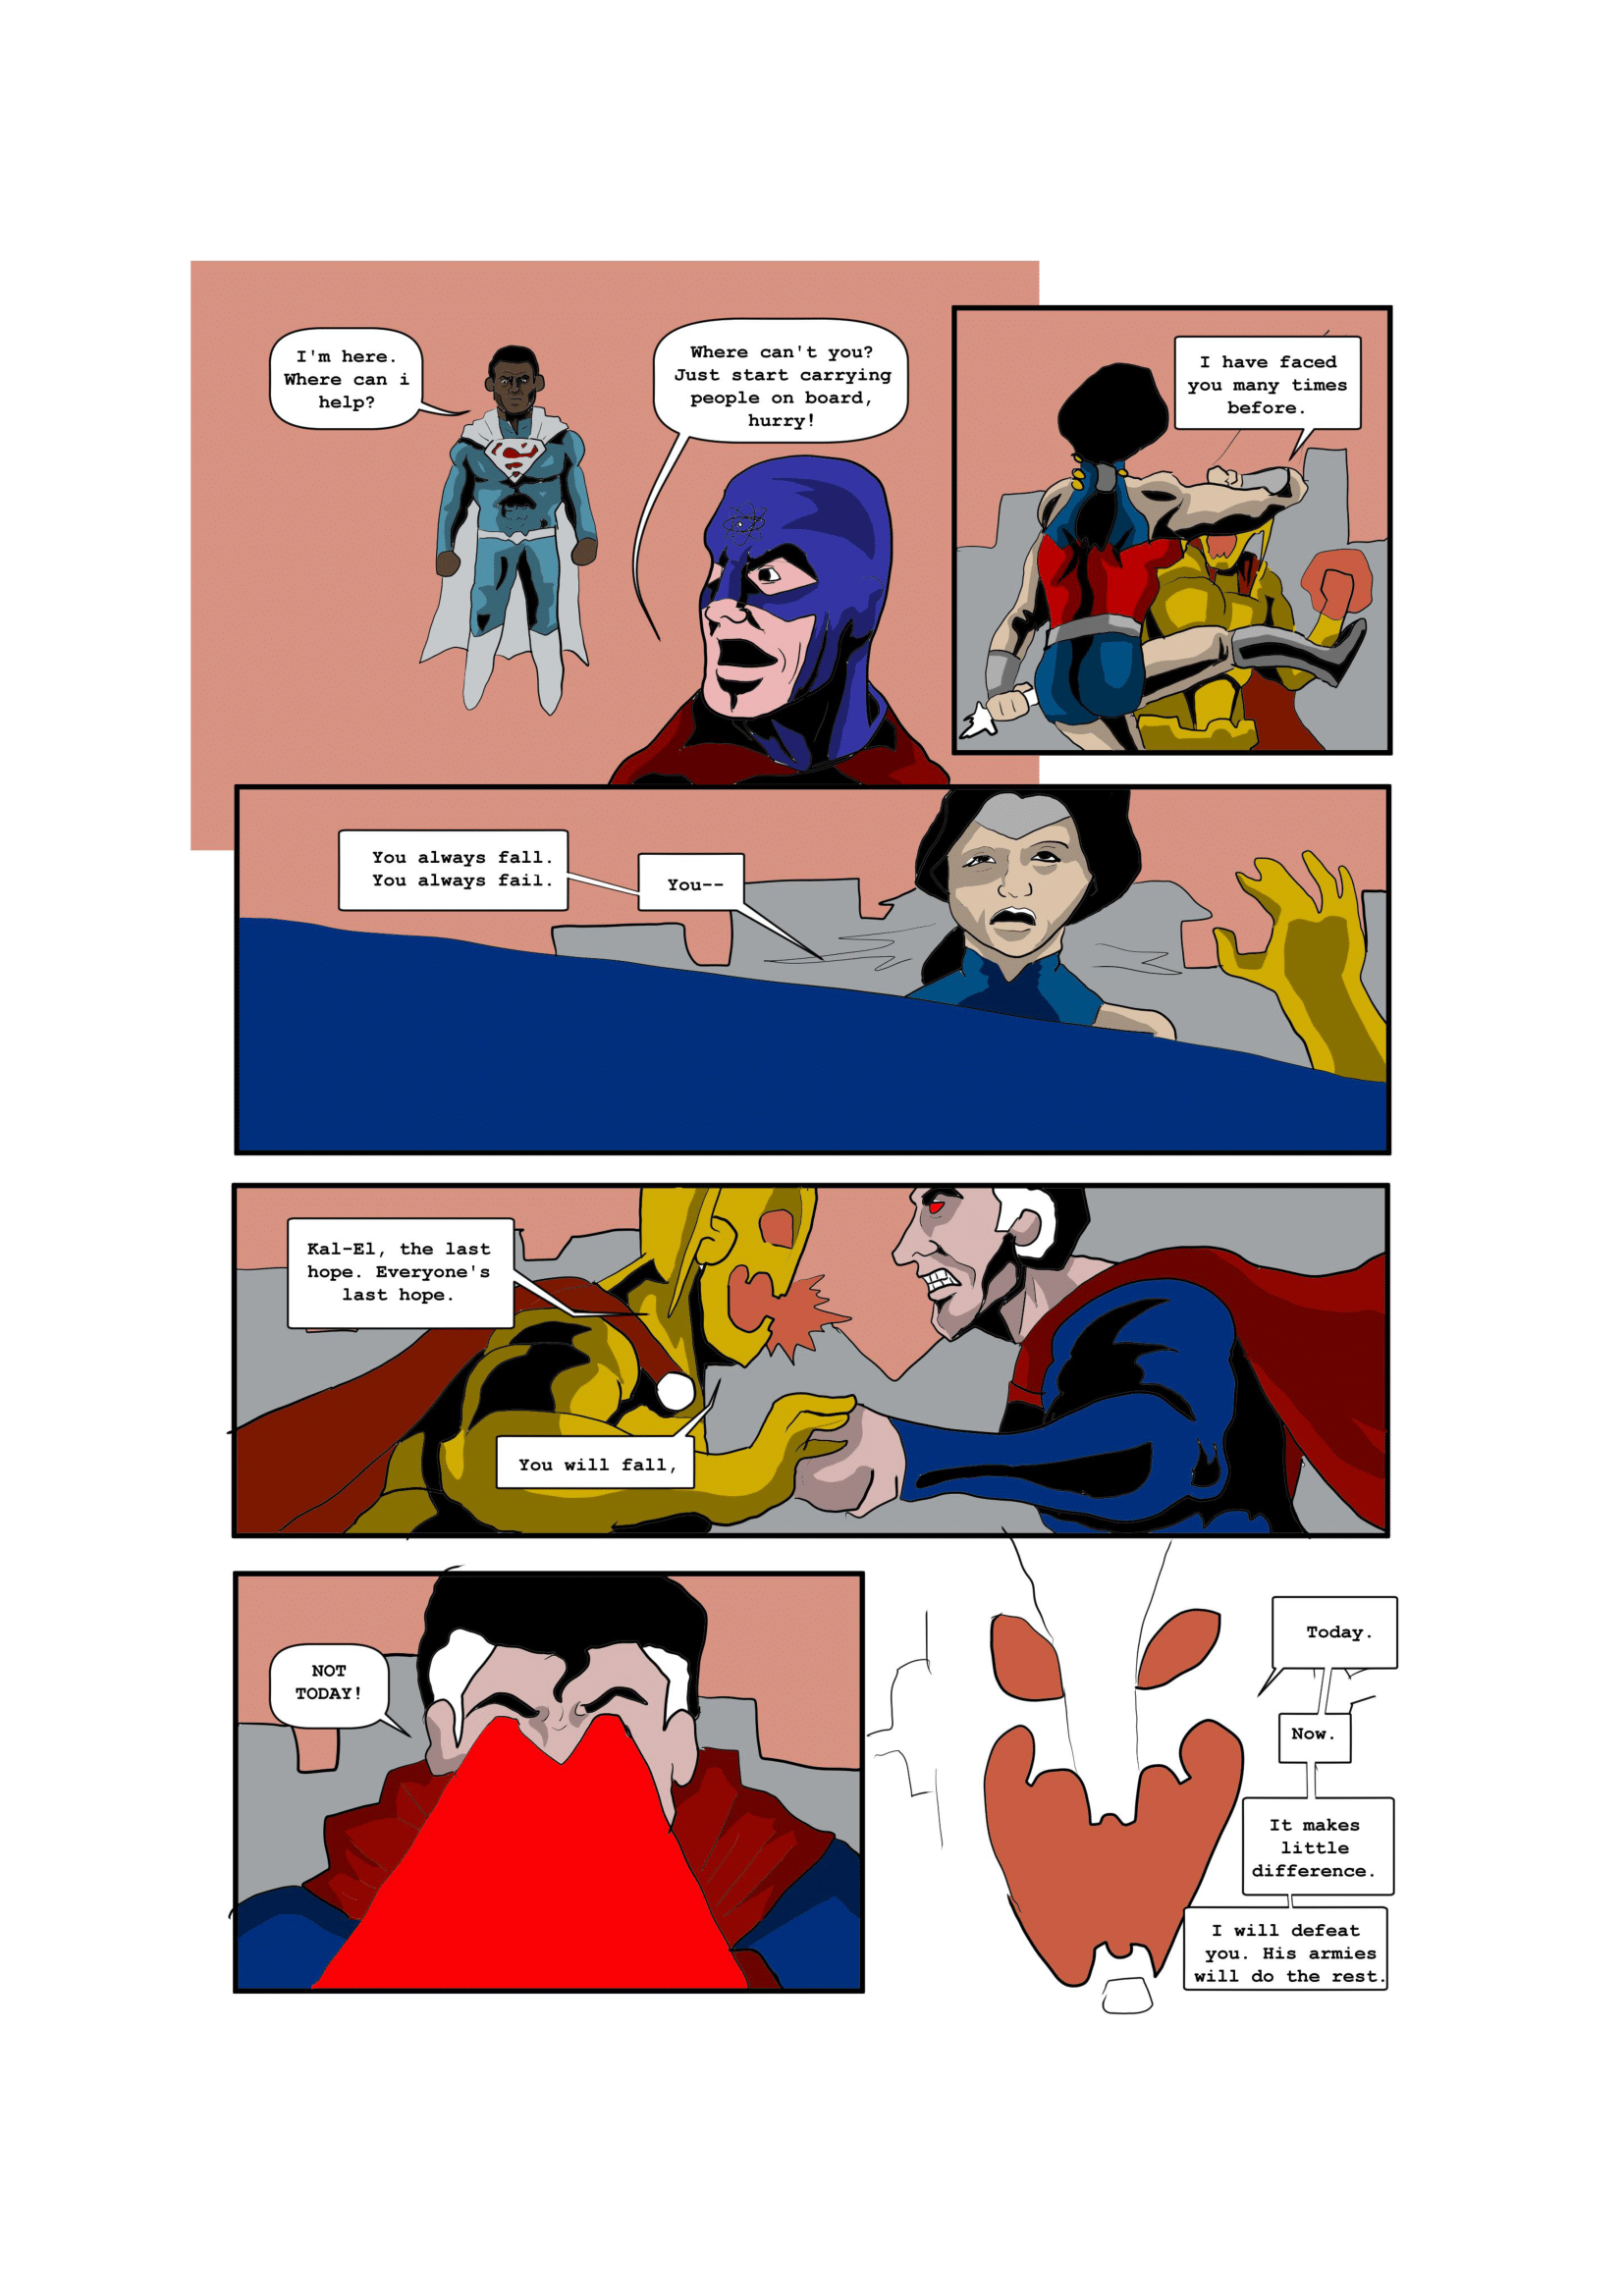 I'm here.
Where can i
help?
Where can't you?
Just start carrying
people on board,
hurry!
I have faced
you many times
before.
You always fall.
You always fail.
You--
Kal-El, the last
hope. Everyone's
last hope.
You will fall,
NOT
TODAY!
Today.
Now.
It makes
little
difference.
I will defeat
you. His armies
will do the rest.